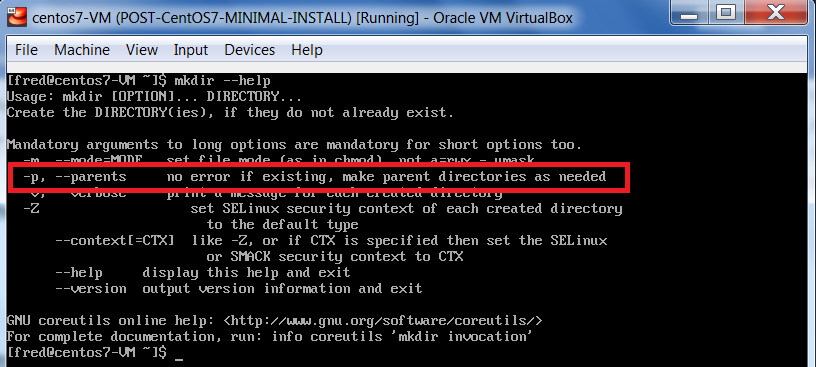 centos7-VM (POST-CentOS7-MINIMAL-INSTALL) [Running] - Oracle VM VirtualBox
File Machine View Input Devices Help
[fred@centos7-VM ~]$ mkdir --help
Usage: mkdir [OPTION]... DIRECTORY...
Create the DIRECTORY(ies), if they do not already exist.
Mandatory arguments to long options are mandatory for short options too.
-m, --mode=MODE set file mode (as in chmod), not a=rwx - umask
-p, --parents no error if existing, make parent directories as needed
-v, --verbose print a message for each created directory
-Z set SELinux security context of each created directory
to the default type
--context[=CTX] like -Z, or if CTX is specified then set the SELinux
or SMACK security context to CTX
--help display this help and exit
--version output version information and exit
GNU coreutils online help: <http://www.gnu.org/software/coreutils/>
For complete documentation, run: info coreutils 'mkdir invocation'
[fred@centos7-VM ~]$ _